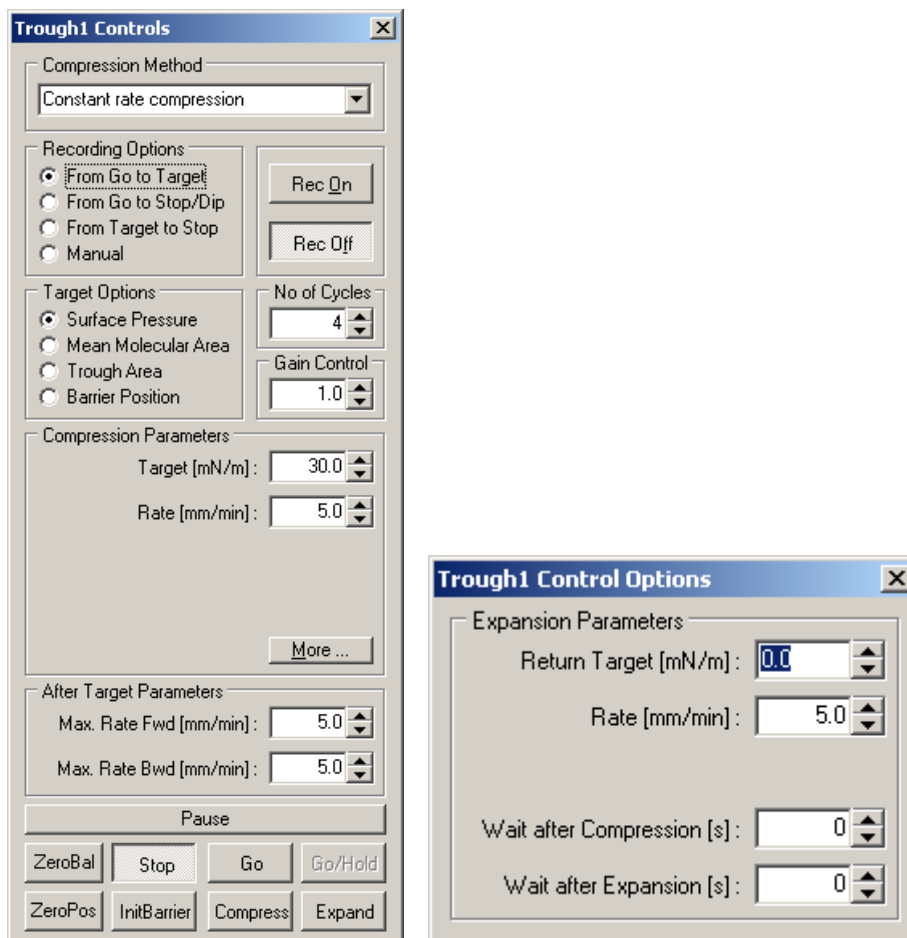 Trough1 Controls
Compression Method
Constant rate compression
Recording Options
From Go to Target
From Go to Stop/Dip
From Target to Stop
Manual
Rec On
Rec Off
Target Options
Surface Pressure
Mean Molecular Area
Trough Area
Barrier Position
No of Cycles
4
Gain Control
1.0
Compression Parameters
Target [mN/m] : 30.0
Rate [mm/min] : 5.0
More ...
After Target Parameters
Max. Rate Fwd [mm/min] : 5.0
Max. Rate Bwd [mm/min] : 5.0
Pause
ZeroBal Stop Go Go/Hold
ZeroPos InitBarrier Compress Expand
Trough1 Control Options
Expansion Parameters
Return Target [mN/m] : 0.0
Rate [mm/min] : 5.0
Wait after Compression [s] : 0
Wait after Expansion [s] : 0